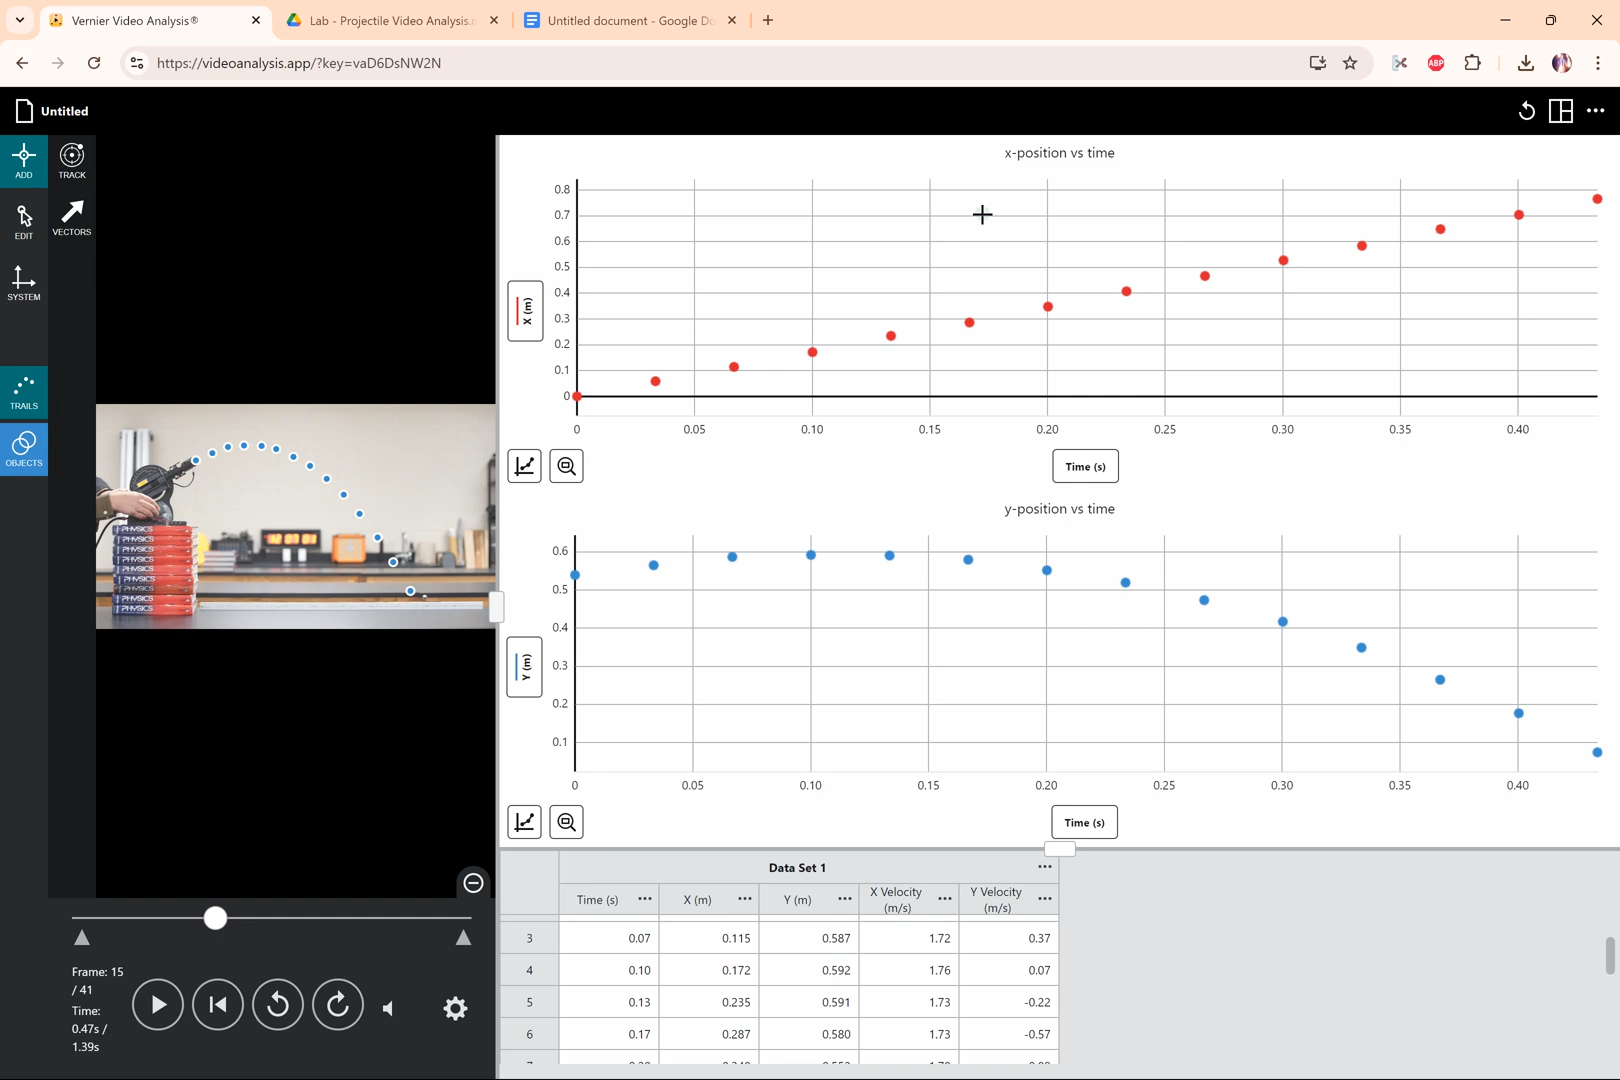 Vernier Video Analysis®
Lab - Projectile Video Analysis.
Untitled document - Google Do
https://videoanalysis.app/?key=vaD6DsNW2N
ABP
Untitled
ADD
TRACK
EDIT
VECTORS
SYSTEM
TRAILS
OBJECTS
PHYSICS
PHYSICS
PHYSICS
PHYSICS
PHYSICS
PHYSICS
PHYSICS
PHYSICS
PHYSICS
x-position vs time
0.8
0.7
0.6
0.5
0.4
0.3
0.2
0.1
0
X (m)
0 0.05 0.10 0.15 0.20 0.25 0.30 0.35 0.40
Time (s)
y-position vs time
0.6
0.5
0.4
0.3
0.2
0.1
Y (m)
0 0.05 0.10 0.15 0.20 0.25 0.30 0.35 0.40
Time (s)
Data Set 1
Time (s) X (m) Y (m) X Velocity (m/s) Y Velocity (m/s)
3 0.07 0.115 0.587 1.72 0.37
4 0.10 0.172 0.592 1.76 0.07
5 0.13 0.235 0.591 1.73 -0.22
6 0.17 0.287 0.580 1.73 -0.57
Frame: 15
/ 41
Time:
0.47s /
1.39s